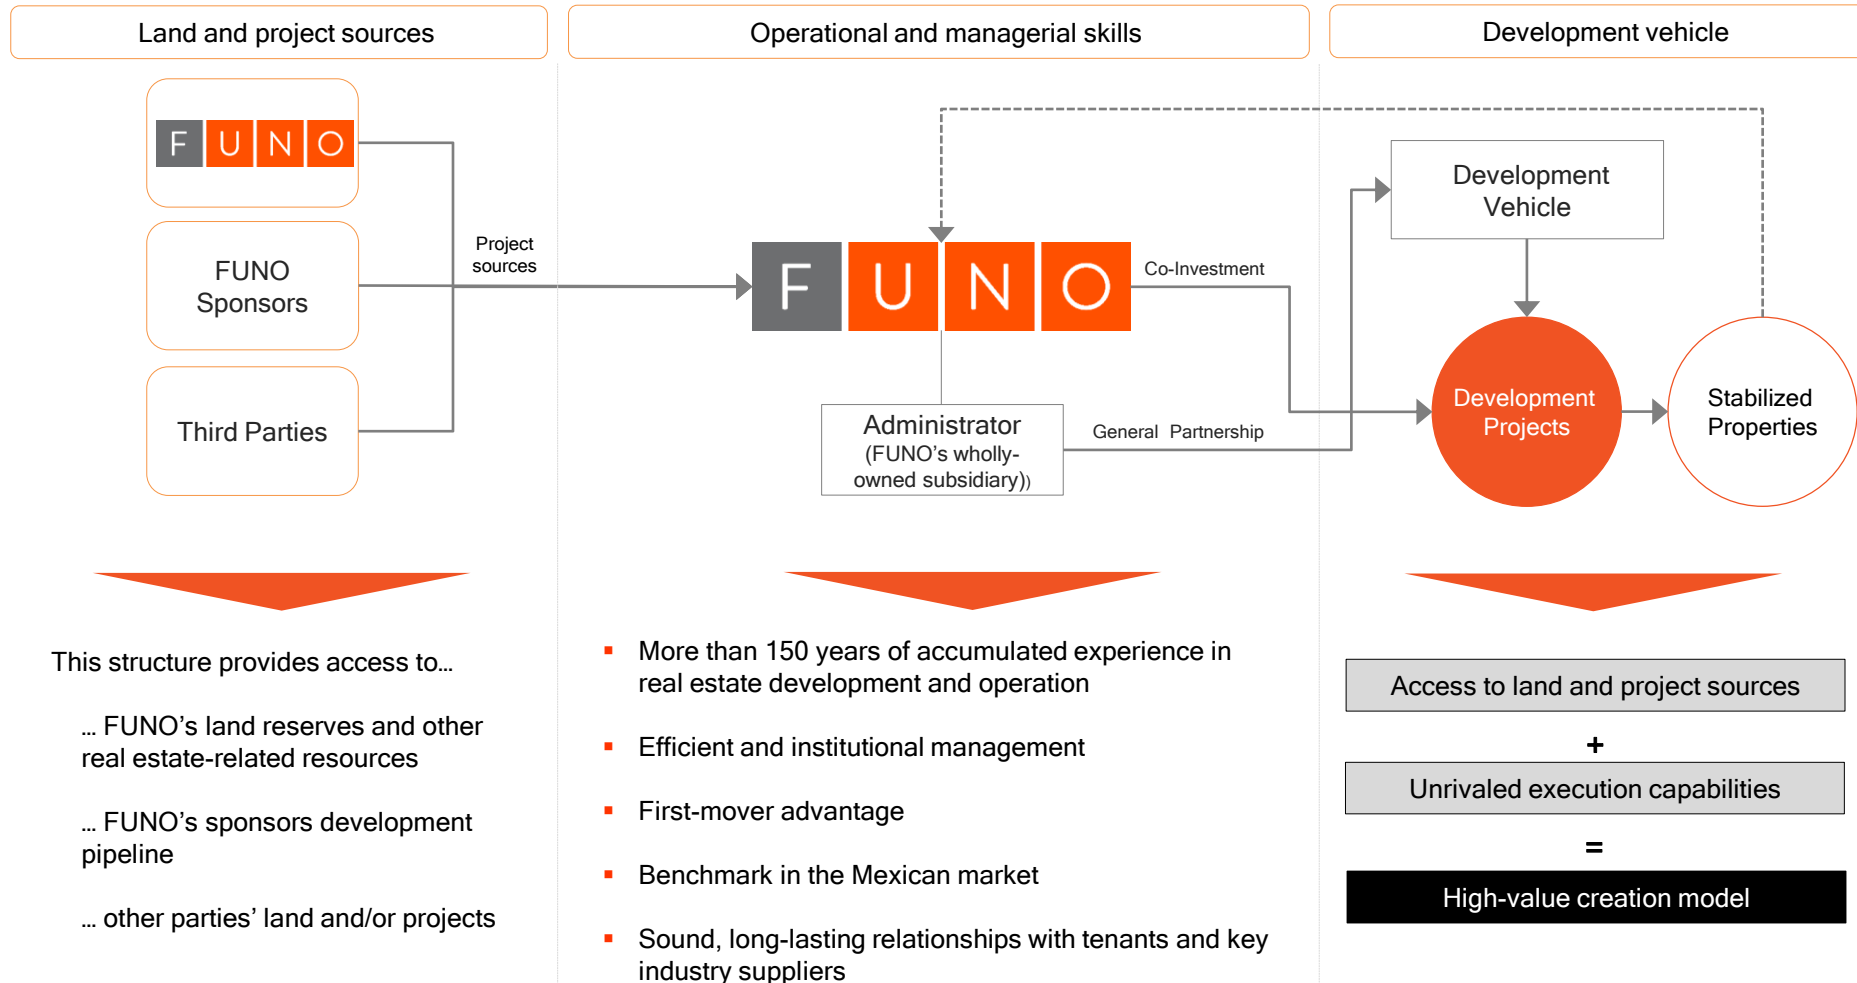 Land and project sources
Operational and managerial skills
Development vehicle
FUNO
FUNO
Sponsors
Third Parties
Project
sources
FUNO
Administrator
(FUNO’s wholly-
owned subsidiary))
Co-Investment
General Partnership
Development
Vehicle
Development
Projects
Stabilized
Properties
This structure provides access to…
… FUNO’s land reserves and other
real estate-related resources
… FUNO’s sponsors development
pipeline
… other parties’ land and/or projects
▪ More than 150 years of accumulated experience in
real estate development and operation
▪ Efficient and institutional management
▪ First-mover advantage
▪ Benchmark in the Mexican market
▪ Sound, long-lasting relationships with tenants and key
industry suppliers
Access to land and project sources
+
Unrivaled execution capabilities
=
High-value creation model